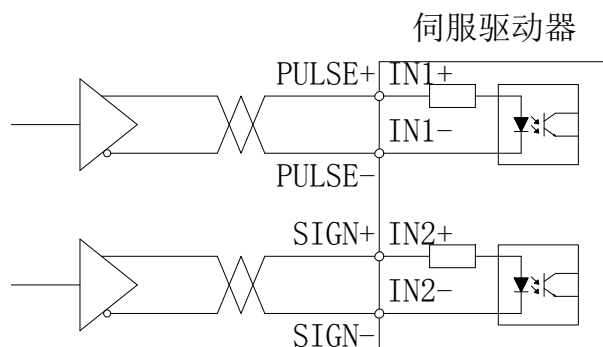 伺服驱动器
PULSE+ IN1+
IN1-
PULSE-
SIGN+ IN2+
IN2-
SIGN-